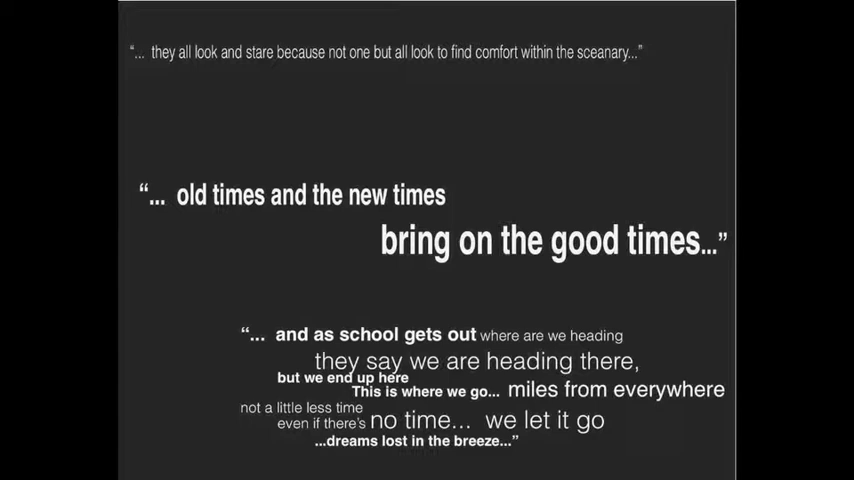 “... they all look and stare because not one but all look to find comfort within the sceanary...”
“... old times and the new times
bring on the good times...”
“... and as school gets out where are we heading
they say we are heading there,
but we end up here
This is where we go... miles from everywhere
not a little less time
even if there’s no time... we let it go
...dreams lost in the breeze...”